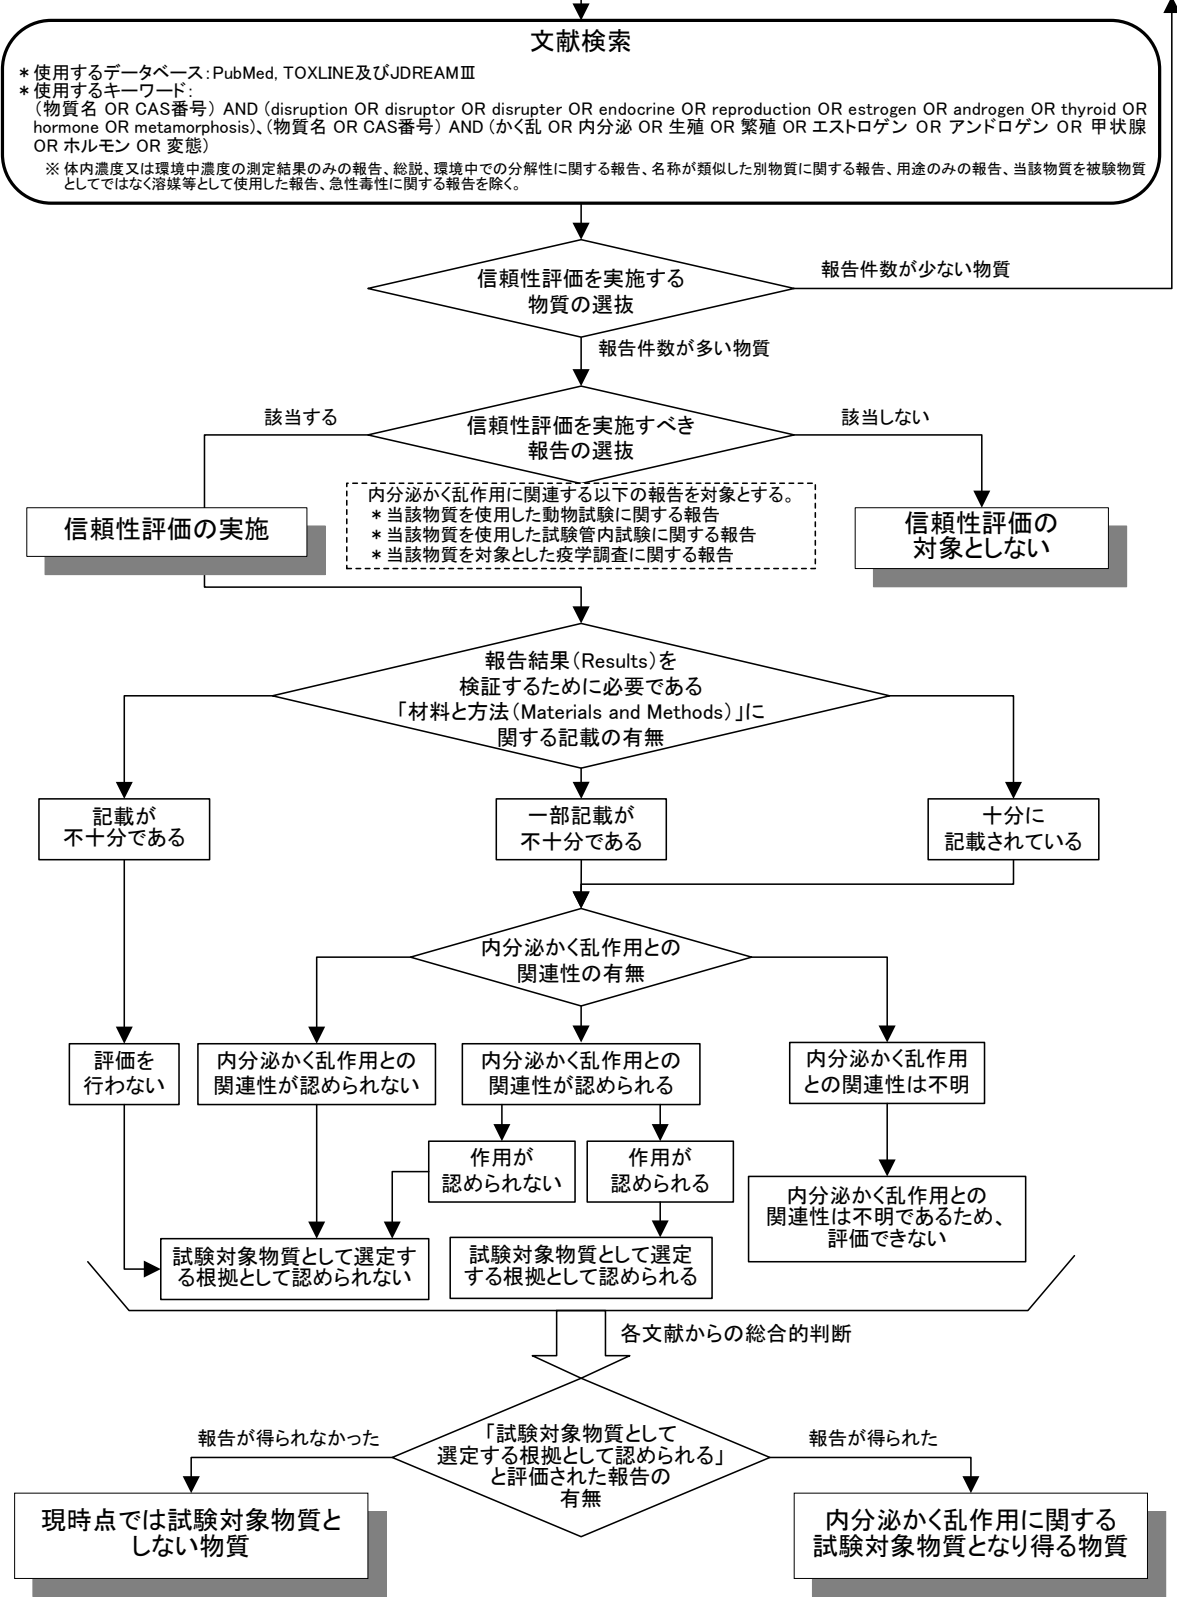 文献検索
＊使用するデータベース：PubMed, TOXLINE及びJDREAMⅢ
＊使用するキーワード：
（物質名 OR CAS番号） AND （disruption OR disruptor OR disrupter OR endocrine OR reproduction OR estrogen OR androgen OR thyroid OR
hormone OR metamorphosis）、（物質名 OR CAS番号） AND （かく乱 OR 内分泌 OR 生殖 OR 繁殖 OR エストロゲン OR アンドロゲン OR 甲状腺
OR ホルモン OR 変態）
※ 体内濃度又は環境中濃度の測定結果のみの報告、総説、環境中での分解性に関する報告、名称が類似した別物質に関する報告、用途のみの報告、当該物質を被験物質
としてではなく溶媒等として使用した報告、急性毒性に関する報告を除く。
信頼性評価を実施する
物質の選抜
報告件数が少ない物質
報告件数が多い物質
該当する
信頼性評価を実施すべき
報告の選抜
該当しない
内分泌かく乱作用に関連する以下の報告を対象とする。
＊当該物質を使用した動物試験に関する報告
＊当該物質を使用した試験管内試験に関する報告
＊当該物質を対象とした疫学調査に関する報告
信頼性評価の実施
信頼性評価の
対象としない
報告結果（Results）を
検証するために必要である
「材料と方法（Materials and Methods）」に
関する記載の有無
記載が
不十分である
一部記載が
不十分である
十分に
記載されている
内分泌かく乱作用との
関連性の有無
評価を
行わない
内分泌かく乱作用との
関連性が認められない
内分泌かく乱作用との
関連性が認められる
内分泌かく乱作用
との関連性は不明
作用が
認められない
作用が
認められる
内分泌かく乱作用との
関連性は不明であるため、
評価できない
試験対象物質として選定す
る根拠として認められない
試験対象物質として選定
する根拠として認められる
各文献からの総合的判断
報告が得られなかった
「試験対象物質として
選定する根拠として認められる」
と評価された報告の
有無
報告が得られた
現時点では試験対象物質と
しない物質
内分泌かく乱作用に関する
試験対象物質となり得る物質